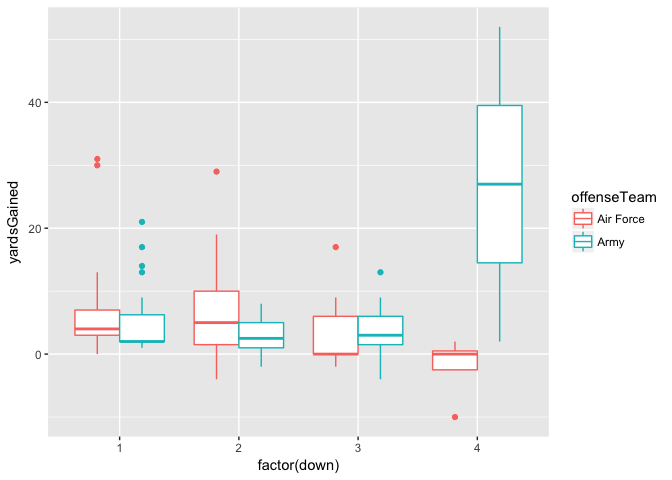 yardsGained
40
20
0
1 2 3 4
factor(down)
offenseTeam
Air Force
Army